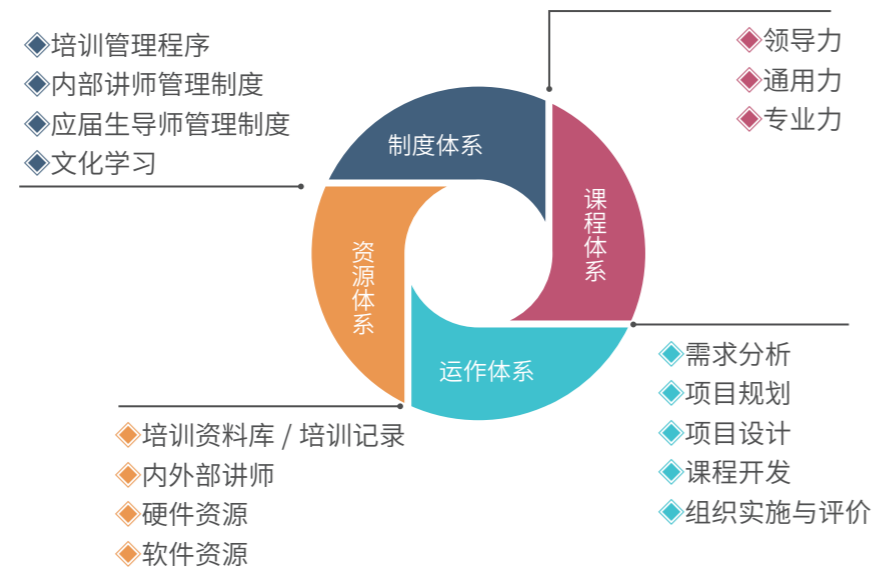 培训管理程序
内部讲师管理制度
应届生导师管理制度
文化学习
领导力
通用力
专业力
制度体系
课程体系
资源体系
运作体系
需求分析
项目规划
项目设计
课程开发
组织实施与评价
培训资料库 / 培训记录
内外部讲师
硬件资源
软件资源